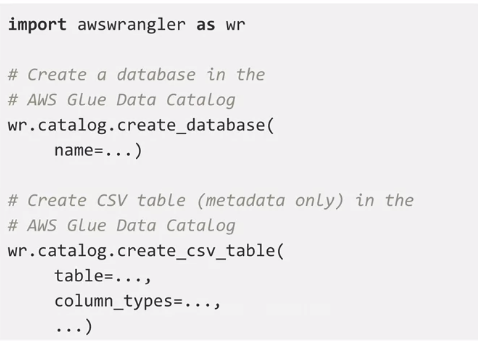 import awswrangler as wr
# Create a database in the
# AWS Glue Data Catalog
wr.catalog.create_database(
name=...)
# Create CSV table (metadata only) in the
# AWS Glue Data Catalog
wr.catalog.create_csv_table(
table=...,
column_types=...,
...)